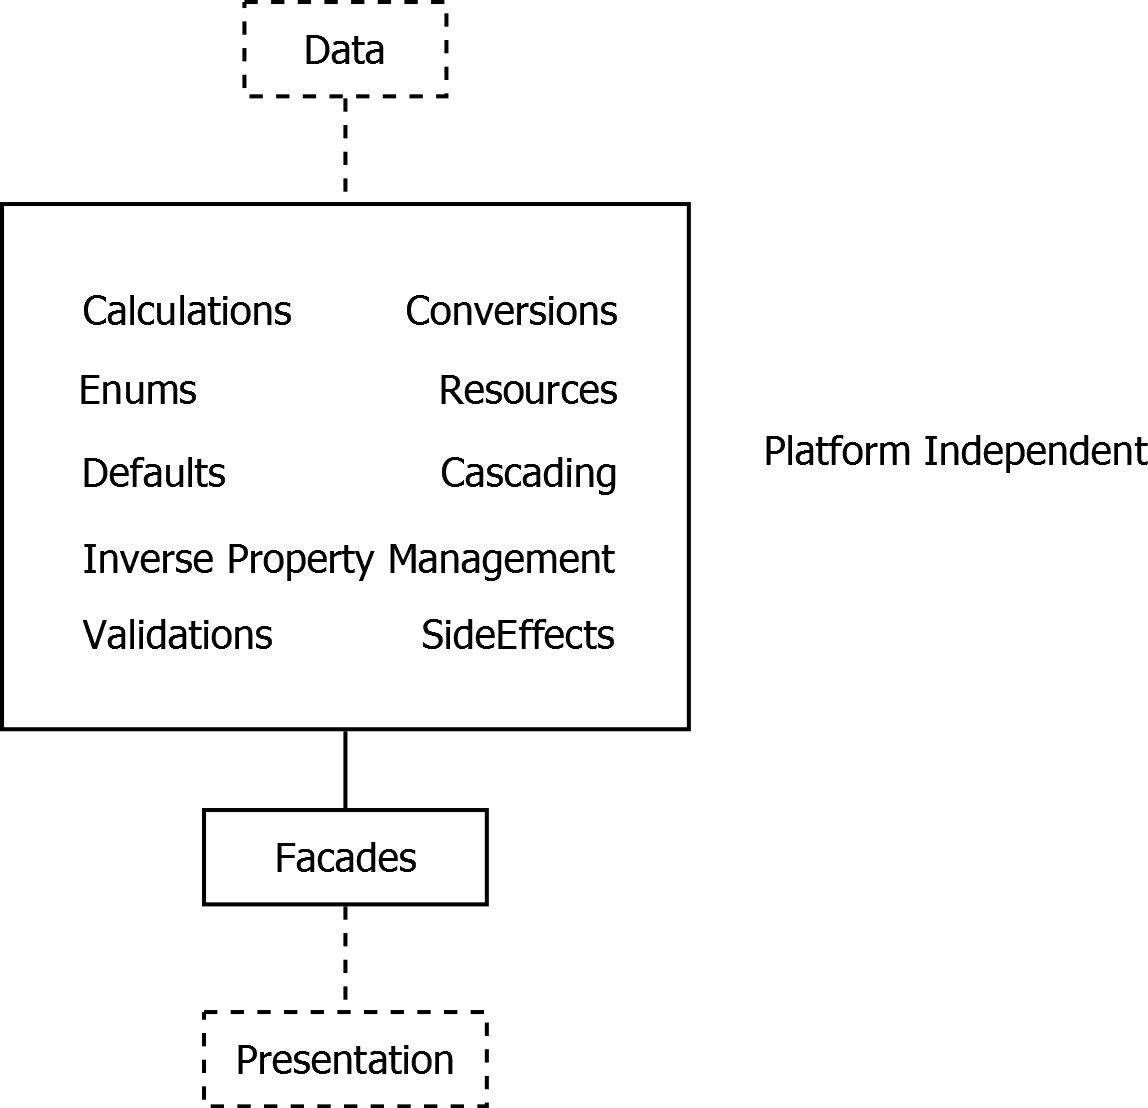 Data
Calculations Conversions
Enums Resources
Platform Independent
Defaults Cascading
Inverse Property Management
Validations SideEffects
Facades
Presentation